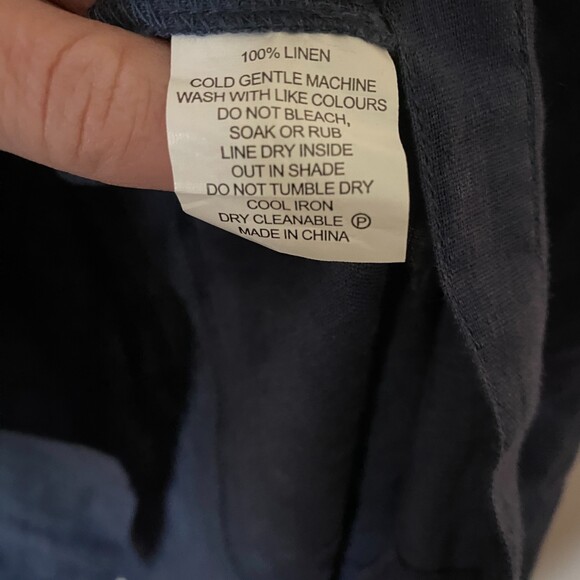 100% LINEN
COLD GENTLE MACHINE
WASH WITH LIKE COLOURS
DO NOT BLEACH,
SOAK OR RUB
LINE DRY INSIDE
OUT IN SHADE
DO NOT TUMBLE DRY
COOL IRON
DRY CLEANABLE Ⓟ
MADE IN CHINA